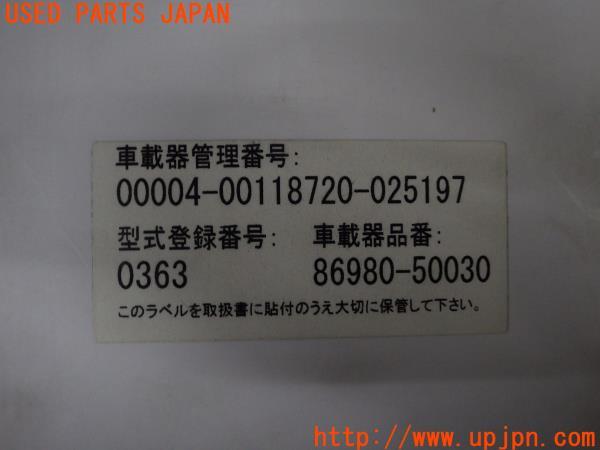 USED PARTS JAPAN
車載器管理番号：
00004-00118720-025197
型式登録番号： 車載器品番：
0363 86980-50030
このラベルを取扱書に貼付のうえ大切に保管して下さい。
http://www.upjpn.com/